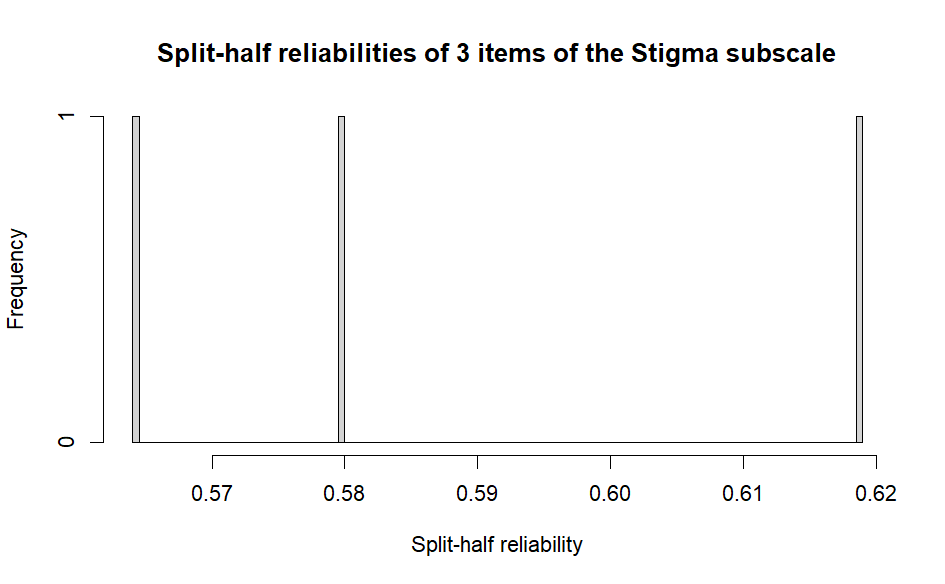 Split-half reliabilities of 3 items of the Stigma subscale
1
Frequency
0
0.57 0.58 0.59 0.60 0.61 0.62
Split-half reliability